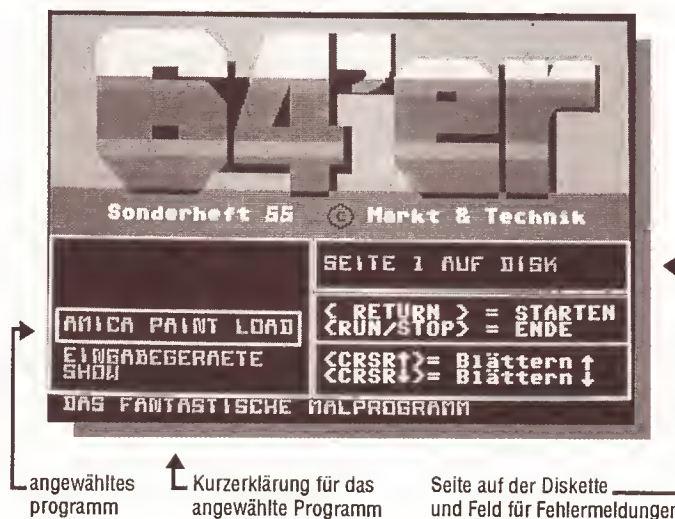 64'er
Sonderheft 55 © Markt & Technik
SEITE 1 AUF DISK
AMICA PAINT LOAD
EINGABEGERAETE
SHOW
< RETURN > = STARTEN
<RUN/STOP> = ENDE
<CRSR↑>= Blättern ↑
<CRSR↓>= Blättern ↓
DAS FANTASTISCHE MALPROGRAMM
angewähltes
programm
Kurzerklärung für das
angewählte Programm
Seite auf der Diskette
und Feld für Fehlermeldungen